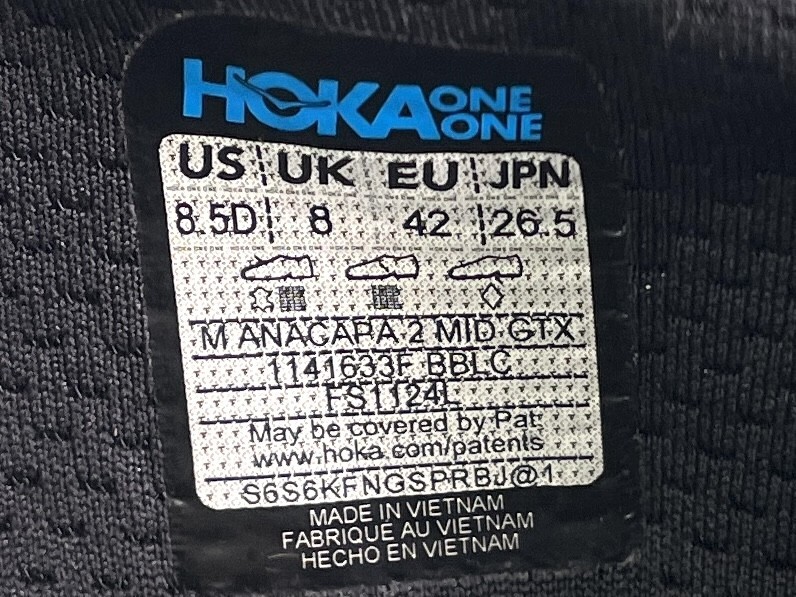 HOKA ONE ONE
US UK EU JPN
8.5D 8 42 26.5
M ANACAPA 2 MID GTX
1141633F BBLC
FS1124L
May be covered by Pat:
www.hoka.com/patents
S6S6KFNGSPRBJ@1
MADE IN VIETNAM
FABRIQUE AU VIETNAM
HECHO EN VIETNAM